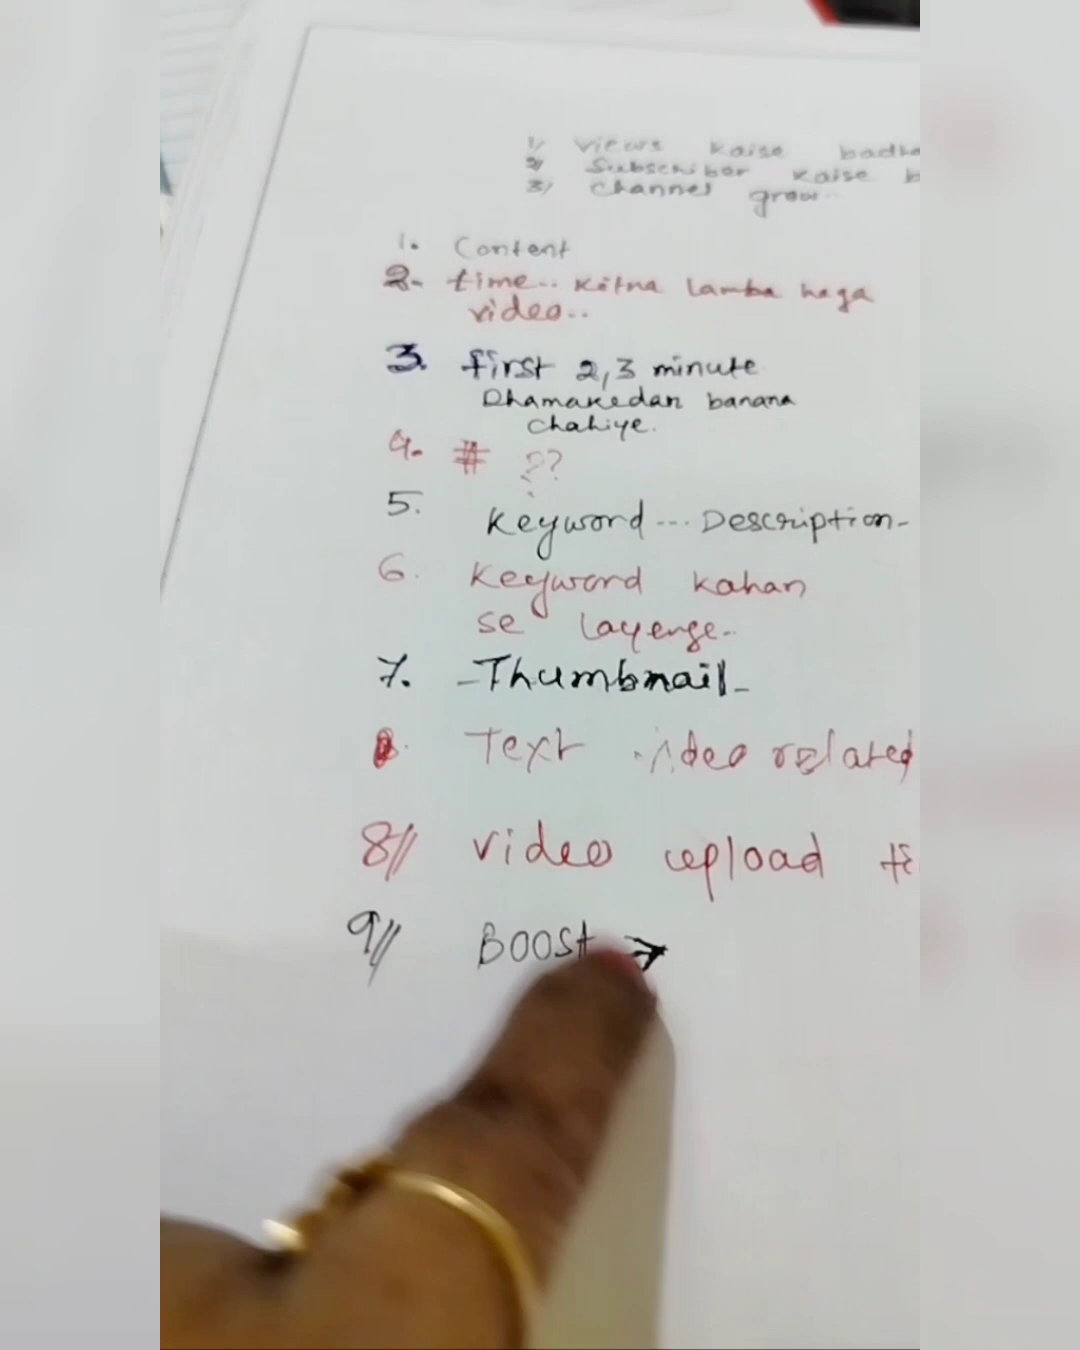 1/ views kaise
2/ Subscriber kaise
3/ channel grow..
1. Content
2- time.. Kitna lamba haga
video..
3. first 2,3 minute
Dhamakedar banana
chahiye.
4. # ??
5. Keyword... Description-
6. Keyword kahan
se layenge..
7. -Thumbnail-
Text video related
8// video upload
9// BOOST →